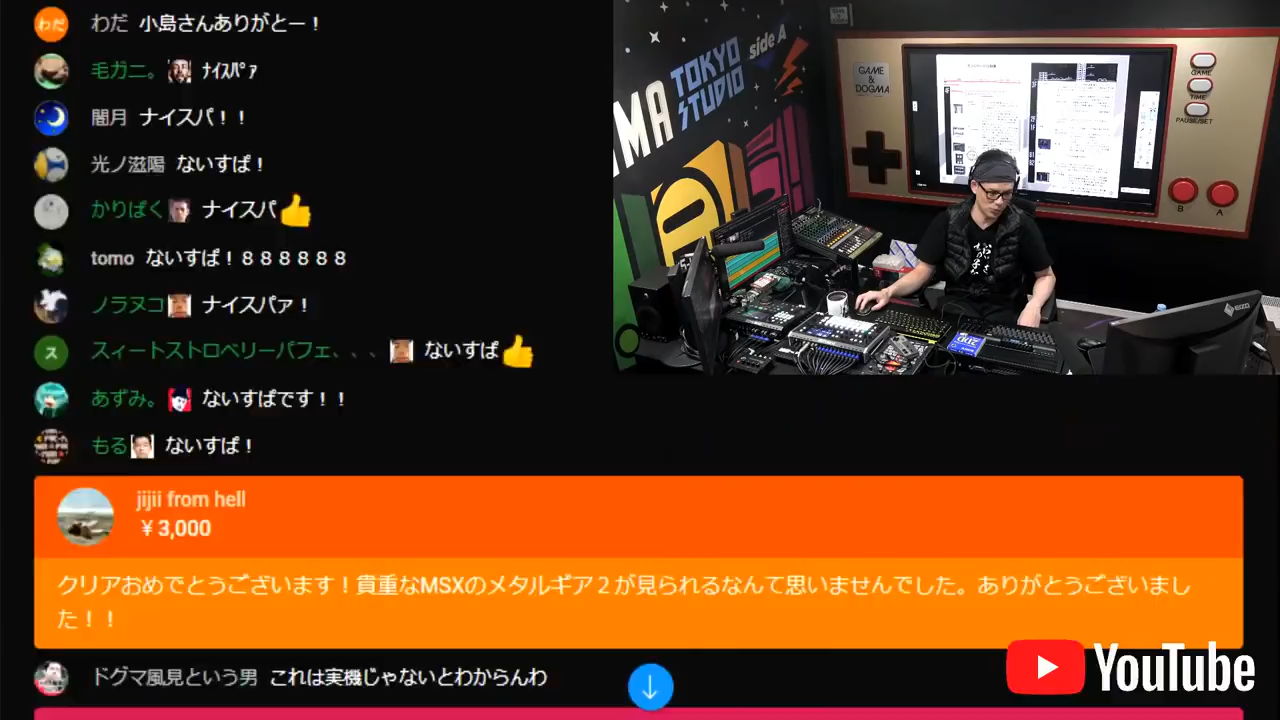 わだ 小島さんありがとー！
毛ガニ。 ﾅｲｽﾊﾟｧ
闇月 ナイスパ！！
光ノ滋陽 ないすぱ！
かりぱく ナイスパ👍
tomo ないすぱ！８８８８８８
ノラヌコ ナイスパァ！
ス
スィートストロベリーパフェ、、、 ないすぱ👍
あずみ。 ないすぱです！！
もる ないすぱ！
jijii from hell
￥3,000
クリアおめでとうございます！貴重なMSXのメタルギア２が見られるなんて思いませんでした。ありがとうございまし
た！！
ドグマ風見という男 これは実機じゃないとわからんわ
MA
TOKYO
STUDIO
side A
GAME
&
DOGMA
GAME
TIME
PAUSE/SET
B
A
EIZO
YouTube